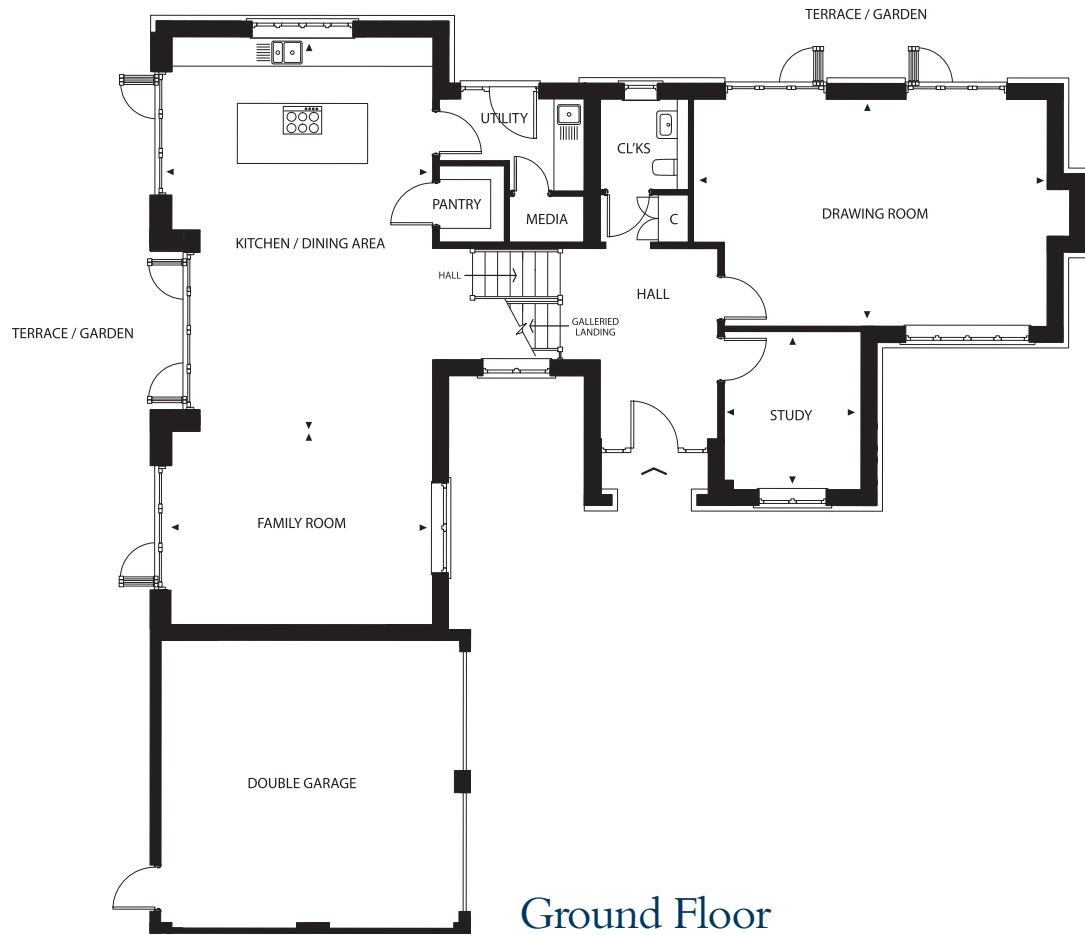 TERRACE / GARDEN
UTILITY
CL'KS
PANTRY
MEDIA
C
DRAWING ROOM
KITCHEN / DINING AREA
HALL
HALL
TERRACE / GARDEN
GALLERIED
LANDING
STUDY
FAMILY ROOM
DOUBLE GARAGE
Ground Floor